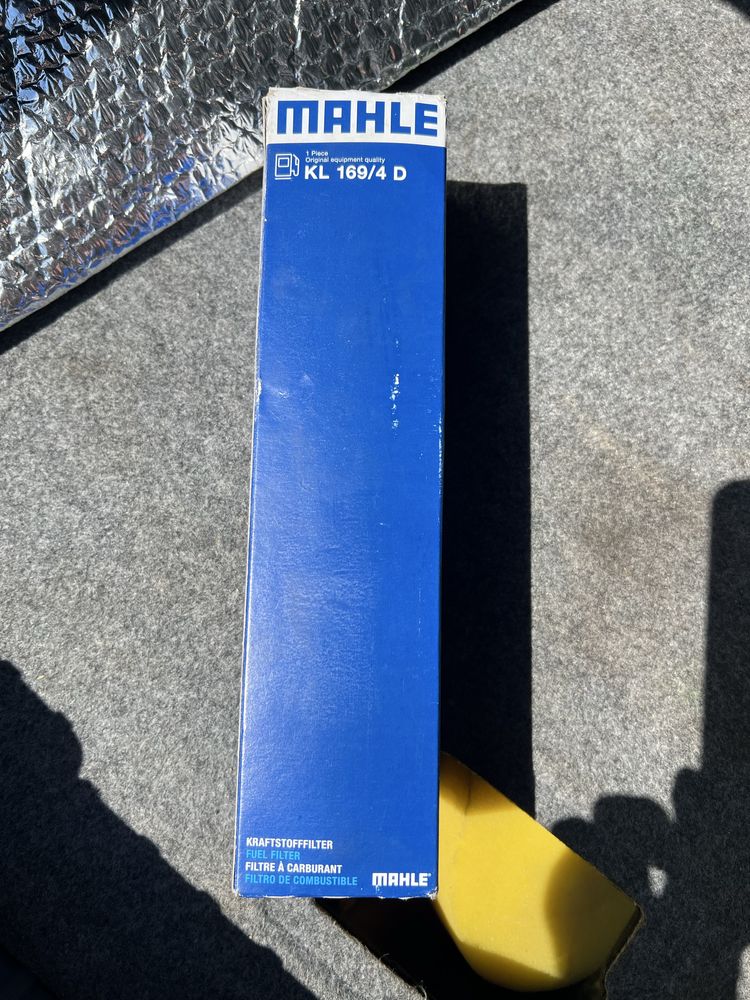 MAHLE
1 Piece
Original equipment quality
KL 169/4 D
KRAFTSTOFFFILTER
FUEL FILTER
FILTRE À CARBURANT
FILTRO DE COMBUSTIBLE
MAHLE